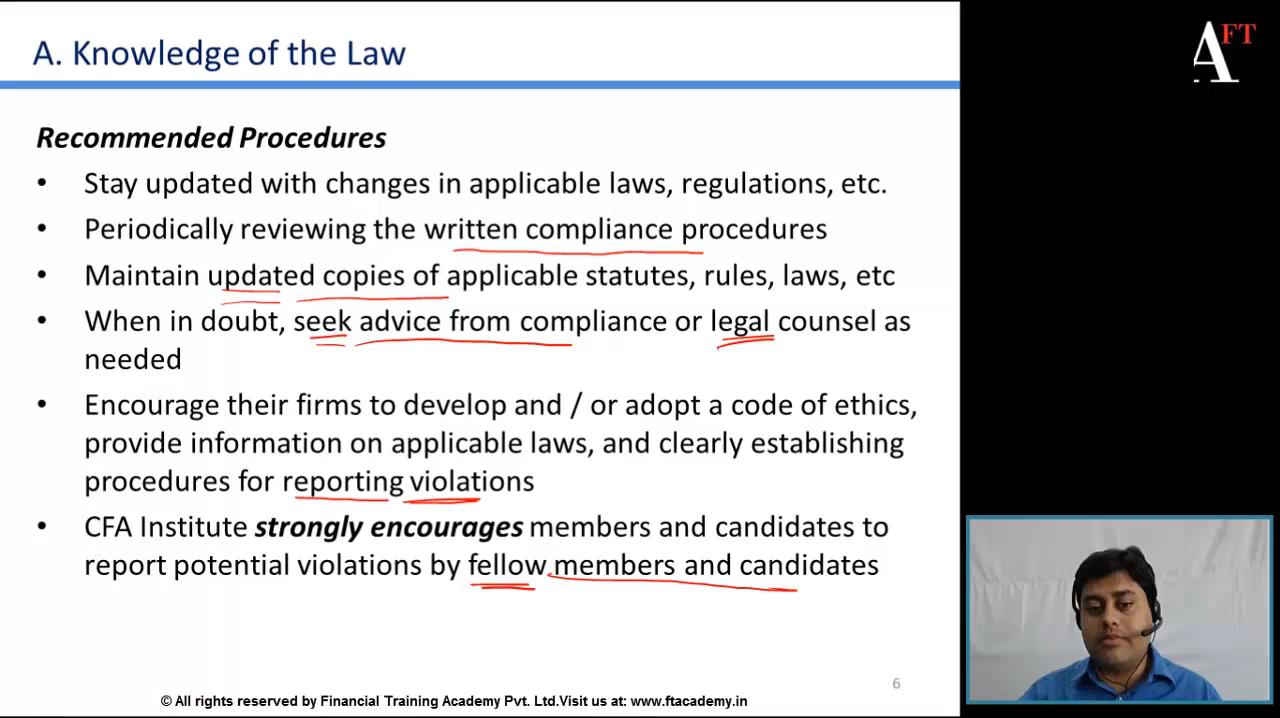 A. Knowledge of the Law
AFT
Recommended Procedures
• Stay updated with changes in applicable laws, regulations, etc.
• Periodically reviewing the written compliance procedures
• Maintain updated copies of applicable statutes, rules, laws, etc
• When in doubt, seek advice from compliance or legal counsel as
needed
• Encourage their firms to develop and / or adopt a code of ethics,
provide information on applicable laws, and clearly establishing
procedures for reporting violations
• CFA Institute strongly encourages members and candidates to
report potential violations by fellow members and candidates
6
© All rights reserved by Financial Training Academy Pvt. Ltd.Visit us at: www.ftacademy.in